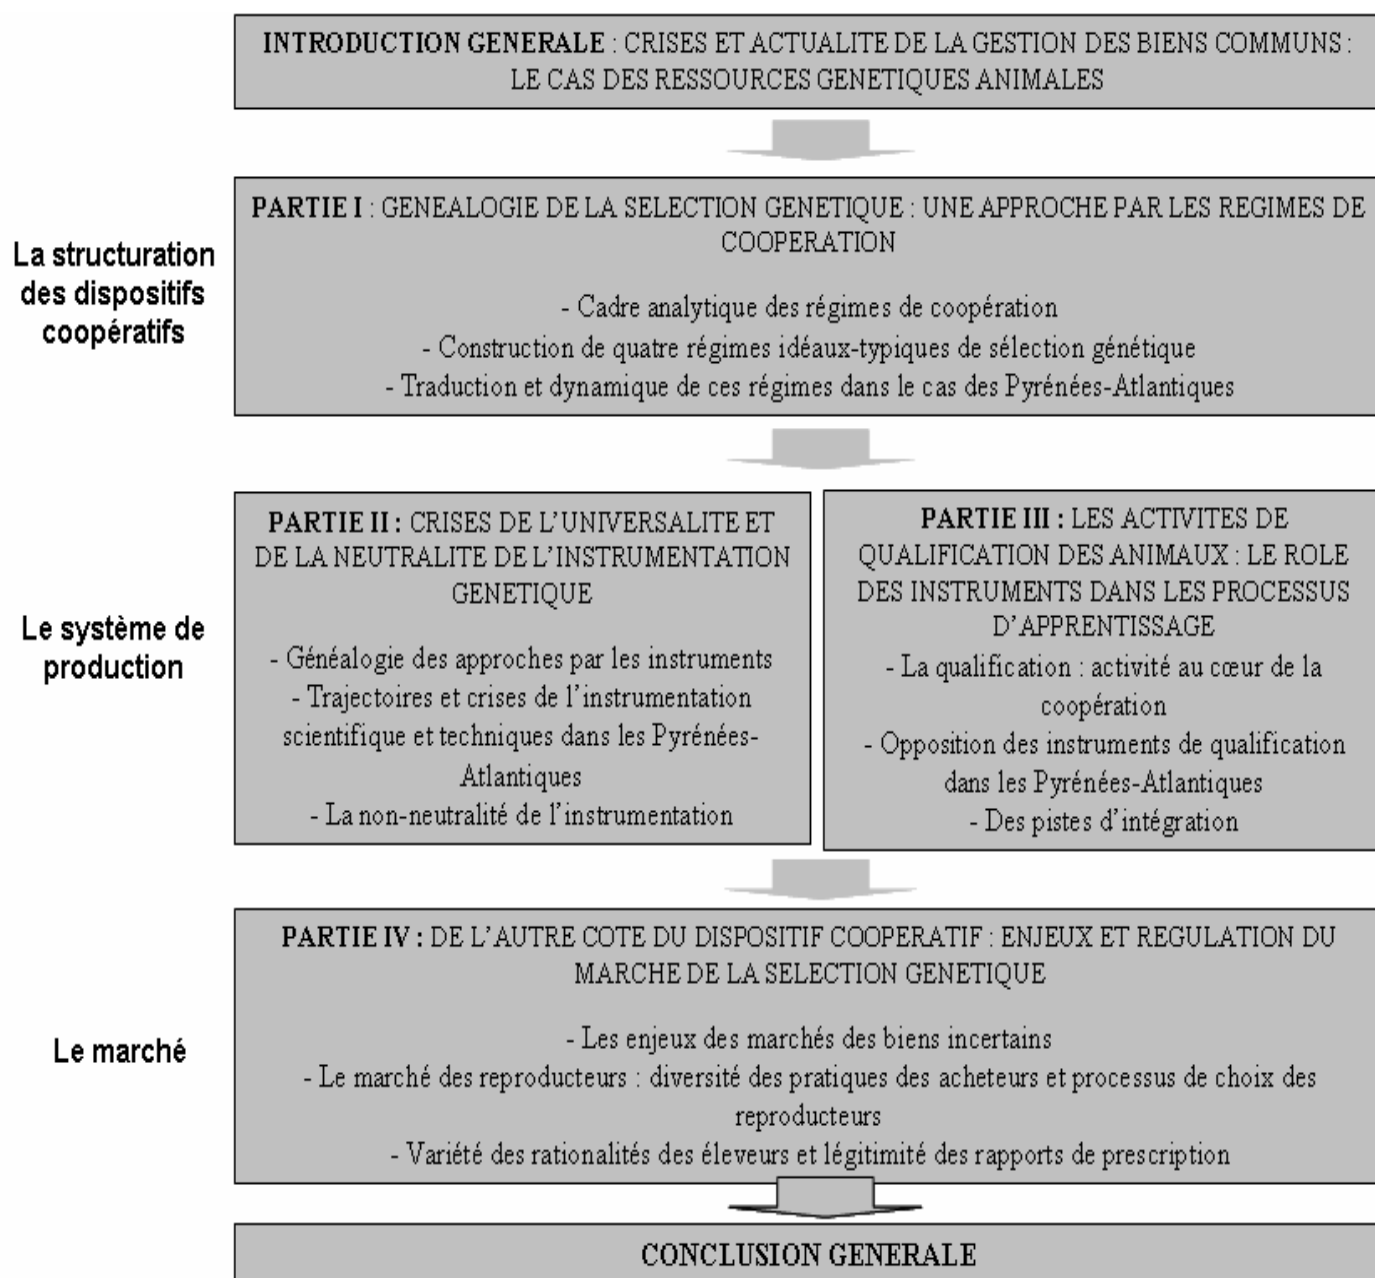 INTRODUCTION GENERALE : CRISES ET ACTUALITE DE LA GESTION DES BIENS COMMUNS :
LE CAS DES RESSOURCES GENETIQUES ANIMALES
La structuration
des dispositifs
coopératifs
PARTIE I : GENEALOGIE DE LA SELECTION GENETIQUE : UNE APPROCHE PAR LES REGIMES DE
COOPERATION
- Cadre analytique des régimes de coopération
- Construction de quatre régimes idéaux-typiques de sélection génétique
- Traduction et dynamique de ces régimes dans le cas des Pyrénées-Atlantiques
Le système de
production
PARTIE II : CRISES DE L'UNIVERSALITE ET
DE LA NEUTRALITE DE L'INSTRUMENTATION
GENETIQUE
- Généalogie des approches par les instruments
- Trajectoires et crises de l'instrumentation
scientifique et techniques dans les Pyrénées-
Atlantiques
- La non-neutralité de l'instrumentation
PARTIE III : LES ACTIVITES DE
QUALIFICATION DES ANIMAUX : LE ROLE
DES INSTRUMENTS DANS LES PROCESSUS
D'APPRENTISSAGE
- La qualification : activité au cœur de la
coopération
- Opposition des instruments de qualification
dans les Pyrénées-Atlantiques
- Des pistes d'intégration
Le marché
PARTIE IV : DE L'AUTRE COTE DU DISPOSITIF COOPERATIF : ENJEUX ET REGULATION DU
MARCHE DE LA SELECTION GENETIQUE
- Les enjeux des marchés des biens incertains
- Le marché des reproducteurs : diversité des pratiques des acheteurs et processus de choix des
reproducteurs
- Variété des rationalités des éleveurs et légitimité des rapports de prescription
CONCLUSION GENERALE